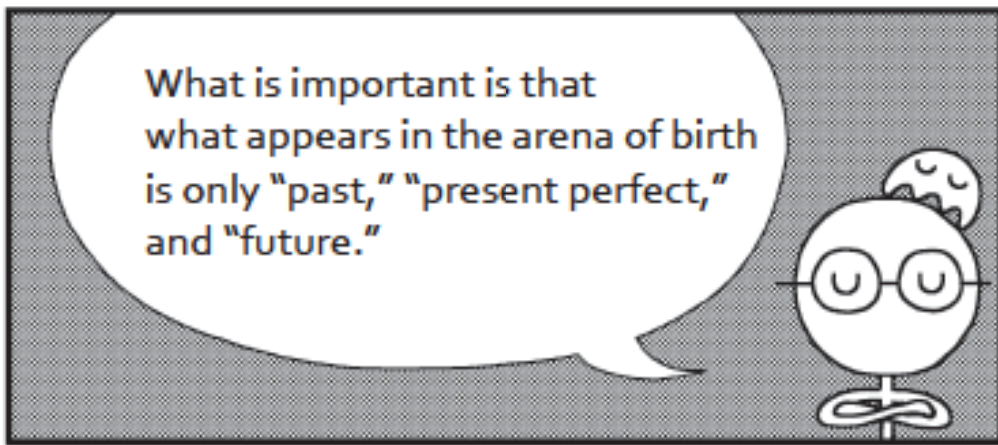 What is important is that
what appears in the arena of birth
is only “past,” “present perfect,”
and “future.”